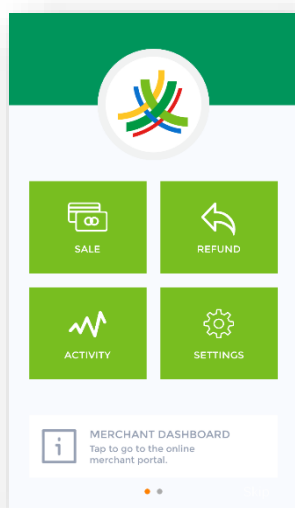 SALE
REFUND
ACTIVITY
SETTINGS
MERCHANT DASHBOARD
Tap to go to the online
merchant portal.